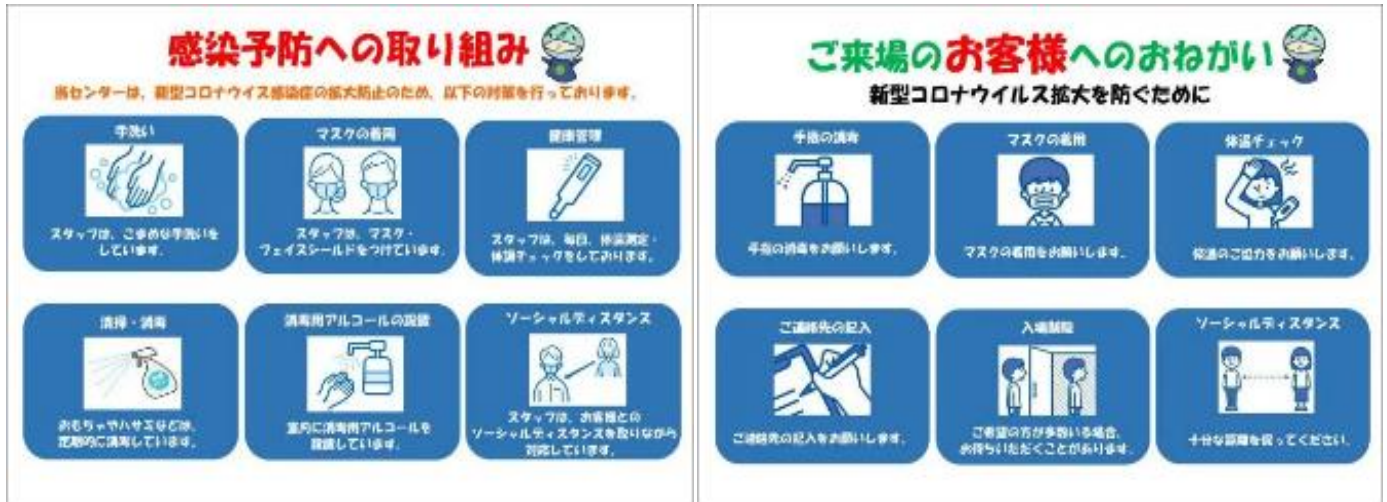 感染予防への取り組み
当センターは、新型コロナウイス感染症の拡大防止のため、以下の対策を行っております。
手洗い
スタッフは、こまめな手洗いを
しています。
マスクの着用
スタッフは、マスク・
フェイスシールドをつけています。
健康管理
スタッフは、毎日、体温測定・
体調チェックをしております。
清掃・消毒
おもちゃやハサミなどは、
定期的に消毒しています。
消毒用アルコールの設置
室内に消毒用アルコールを
設置しています。
ソーシャルディスタンス
スタッフは、お客様との
ソーシャルディスタンスを取りながら
対応しています。
ご来場のお客様へのおねがい
新型コロナウイルス拡大を防ぐために
手指の消毒
手指の消毒をお願いします。
マスクの着用
マスクの着用をお願いします。
体温チェック
検温のご協力をお願いします。
ご連絡先の記入
ご連絡先の記入をお願いします。
入場制限
ご希望の方が多数いる場合、
お待ちいただくことがあります。
ソーシャルディスタンス
十分な距離を保ってください。